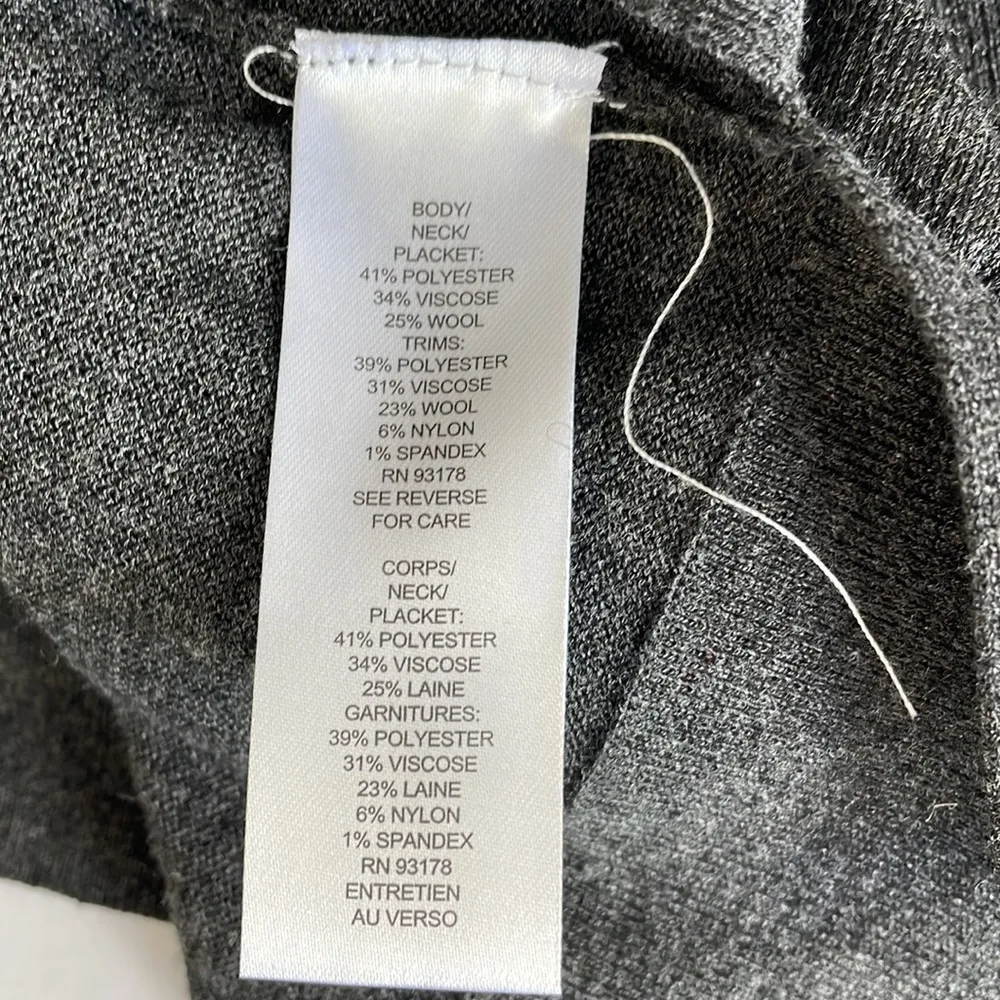 BODY/
NECK/
PLACKET:
41% POLYESTER
34% VISCOSE
25% WOOL
TRIMS:
39% POLYESTER
31% VISCOSE
23% WOOL
6% NYLON
1% SPANDEX
RN 93178
SEE REVERSE
FOR CARE
CORPS/
NECK/
PLACKET:
41% POLYESTER
34% VISCOSE
25% LAINE
GARNITURES:
39% POLYESTER
31% VISCOSE
23% LAINE
6% NYLON
1% SPANDEX
RN 93178
ENTRETIEN
AU VERSO